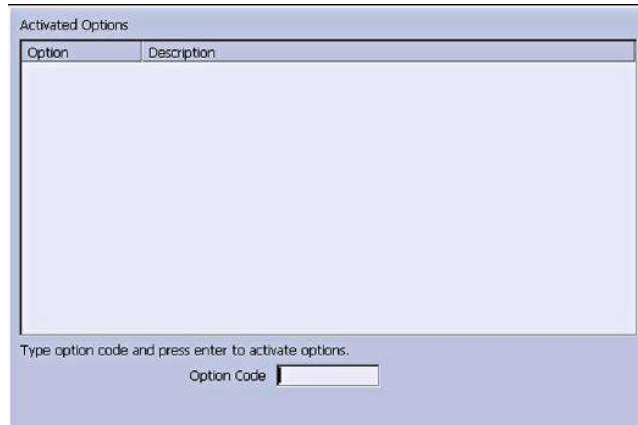 Activated Options
Option Description
Type option code and press enter to activate options.
Option Code